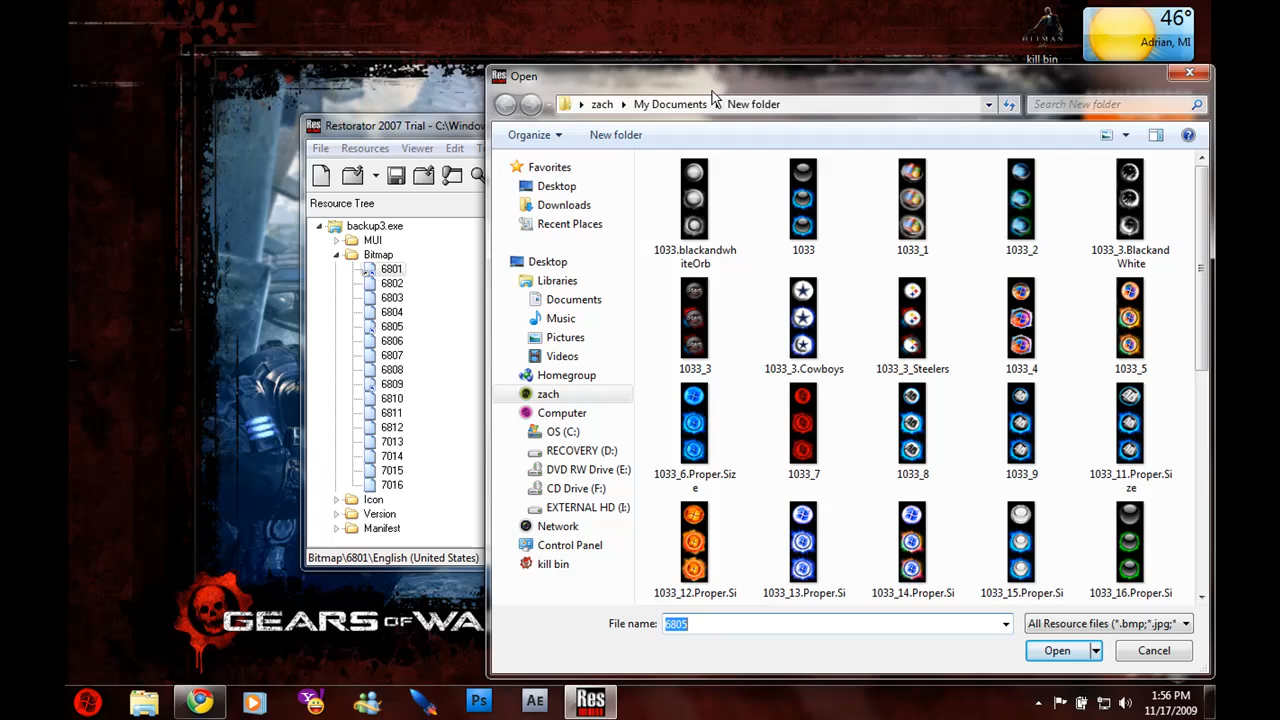 46°
Adrian, MI
HITMAN
kill bin
Res
Open
zach
My Documents
New folder
Search New folder
Organize
New folder
Restorator 2007 Trial - C:\Window
File
Resources
Viewer
Edit
Resource Tree
backup3.exe
MUI
Bitmap
6801
6802
6803
6804
6805
6806
6807
6808
6809
6810
6811
6812
7013
7014
7015
7016
Icon
Version
Manifest
Bitmap\6801\English (United States)
Favorites
Desktop
Downloads
Recent Places
Desktop
Libraries
Documents
Music
Pictures
Videos
Homegroup
zach
Computer
OS (C:)
RECOVERY (D:)
DVD RW Drive (E:)
CD Drive (F:)
EXTERNAL HD (I:)
Network
Control Panel
kill bin
1033.blackandwh
iteOrb
1033
1033_1
1033_2
1033_3.Blackand
White
1033_3
1033_3.Cowboys
1033_3_Steelers
1033_4
1033_5
1033_6.Proper.Siz
e
1033_7
1033_8
1033_9
1033_11.Proper.Si
ze
1033_12.Proper.Si
1033_13.Proper.Si
1033_14.Proper.Si
1033_15.Proper.Si
1033_16.Proper.Si
File name:
6805
All Resource files (*.bmp;*.jpg;*
Open
Cancel
GEARS OF WA
Ps
Ae
Res
1:56 PM
11/17/2009